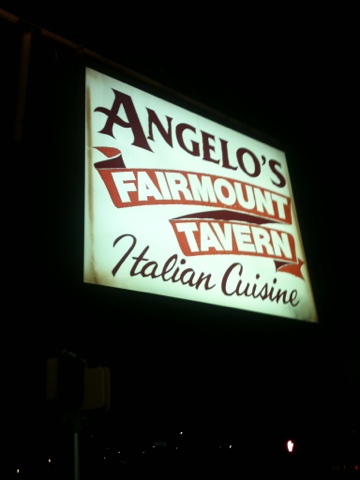 ANGELO'S
FAIRMOUNT
TAVERN
Italian Cuisine